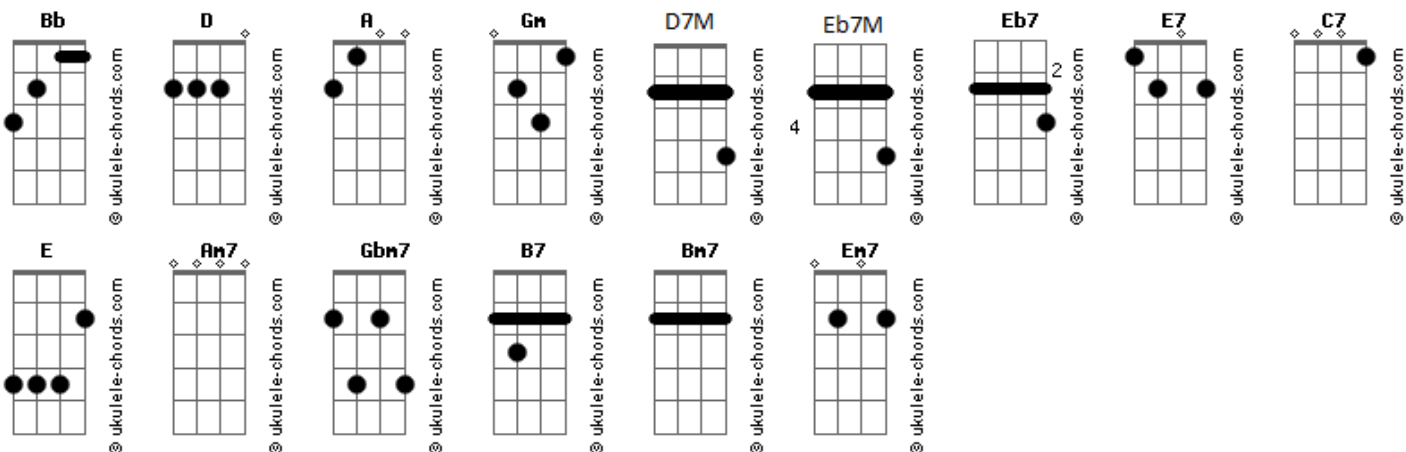 Bb D A Gm D7M Eb7M Eb7 E7 C7
2
4
© ukulele-chords.com © ukulele-chords.com © ukulele-chords.com © ukulele-chords.com © ukulele-chords.com © ukulele-chords.com © ukulele-chords.com © ukulele-chords.com © ukulele-chords.com
E Am7 Gbm7 B7 Bm7 Em7
© ukulele-chords.com © ukulele-chords.com © ukulele-chords.com © ukulele-chords.com © ukulele-chords.com © ukulele-chords.com